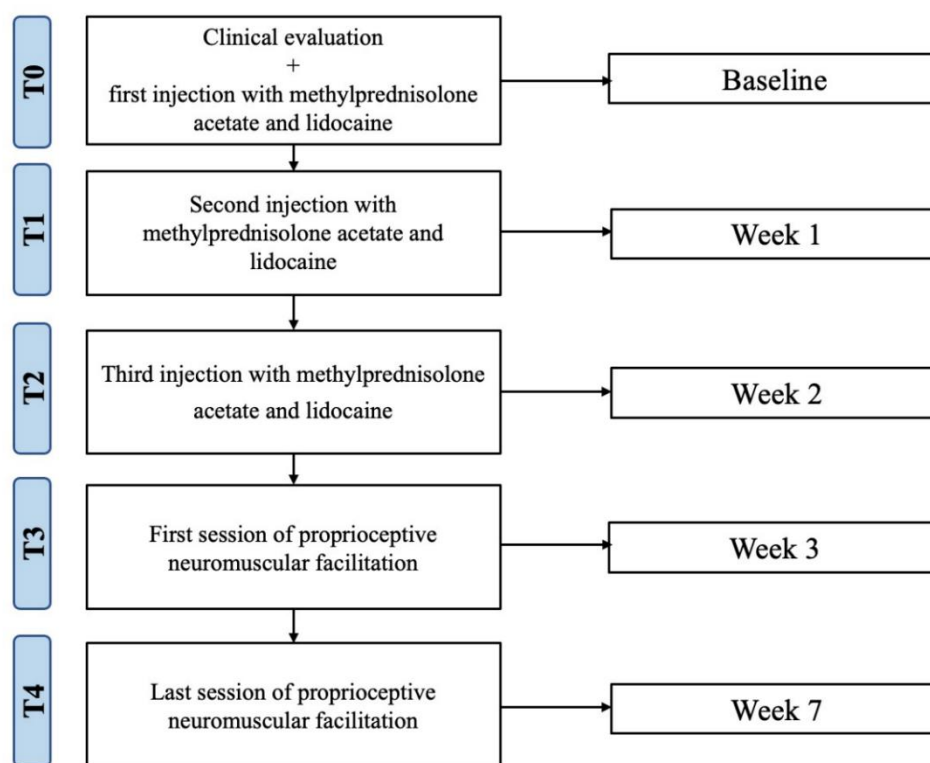 T0
Clinical evaluation
+
first injection with methylprednisolone
acetate and lidocaine
Baseline
T1
Second injection with
methylprednisolone acetate and
lidocaine
Week 1
T2
Third injection with methylprednisolone
acetate and lidocaine
Week 2
T3
First session of proprioceptive
neuromuscular facilitation
Week 3
T4
Last session of proprioceptive
neuromuscular facilitation
Week 7